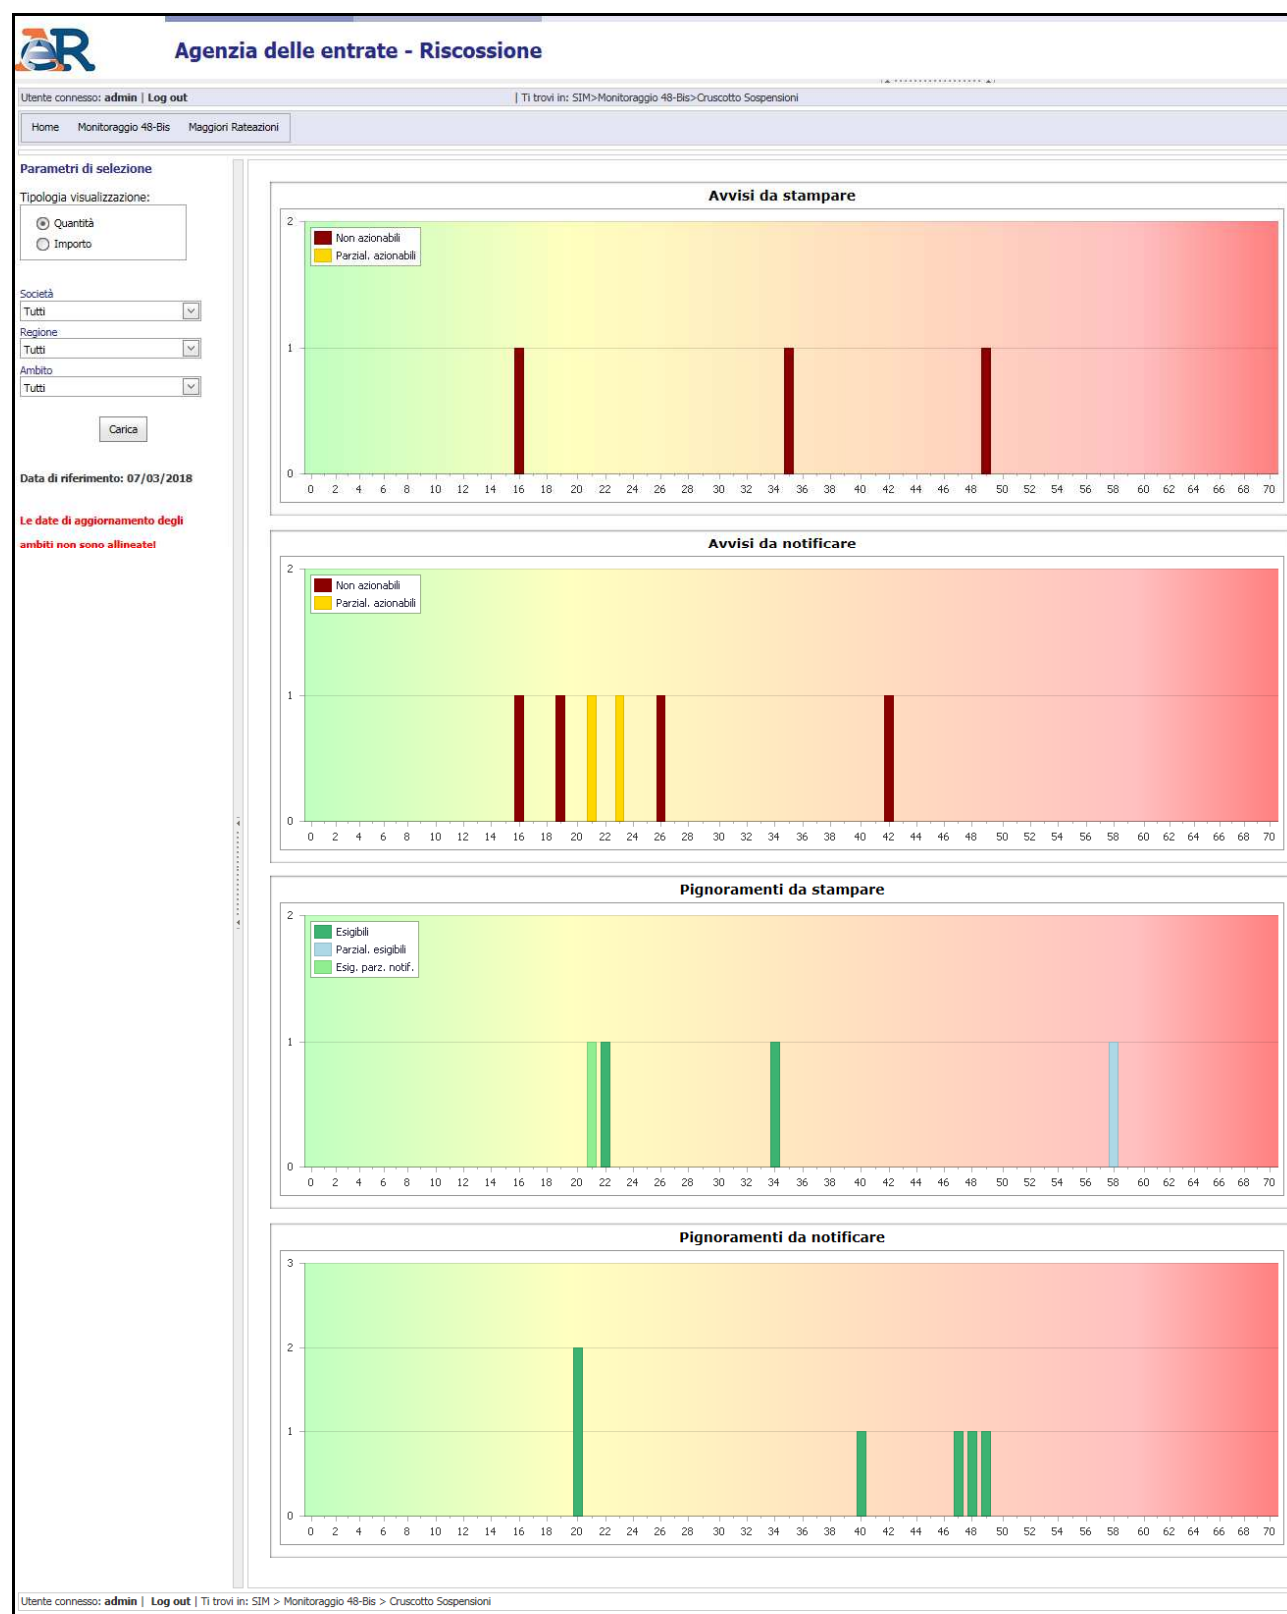 AeR
Agenzia delle entrate - Riscossione
Utente connesso: admin | Log out
| Ti trovi in: SIM>Monitoraggio 48-Bis>Cruscotto Sospensioni
Home Monitoraggio 48-Bis Maggiori Rateazioni
Parametri di selezione
Tipologia visualizzazione:
Quantità
Importo
Società
Tutti
Regione
Tutti
Ambito
Tutti
Carica
Data di riferimento: 07/03/2018
Le date di aggiornamento degli
ambiti non sono allineate!
Avvisi da stampare
2
Non azionabili
Parzial. azionabili
1
0
0 2 4 6 8 10 12 14 16 18 20 22 24 26 28 30 32 34 36 38 40 42 44 46 48 50 52 54 56 58 60 62 64 66 68 70
Avvisi da notificare
2
Non azionabili
Parzial. azionabili
1
0
0 2 4 6 8 10 12 14 16 18 20 22 24 26 28 30 32 34 36 38 40 42 44 46 48 50 52 54 56 58 60 62 64 66 68 70
Pignoramenti da stampare
2
Esigibili
Parzial. esigibili
Esig. parz. notif.
1
0
0 2 4 6 8 10 12 14 16 18 20 22 24 26 28 30 32 34 36 38 40 42 44 46 48 50 52 54 56 58 60 62 64 66 68 70
Pignoramenti da notificare
3
2
1
0
0 2 4 6 8 10 12 14 16 18 20 22 24 26 28 30 32 34 36 38 40 42 44 46 48 50 52 54 56 58 60 62 64 66 68 70
Utente connesso: admin | Log out | Ti trovi in: SIM > Monitoraggio 48-Bis > Cruscotto Sospensioni